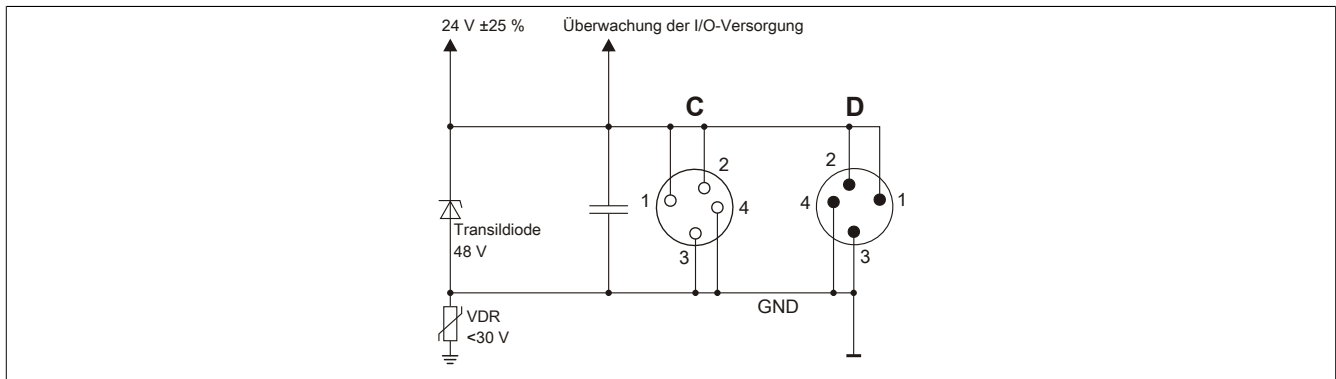 24 V ±25 %
Überwachung der I/O-Versorgung
C
D
2
1
4
3
2
4
1
3
Transildiode
48 V
GND
VDR
<30 V